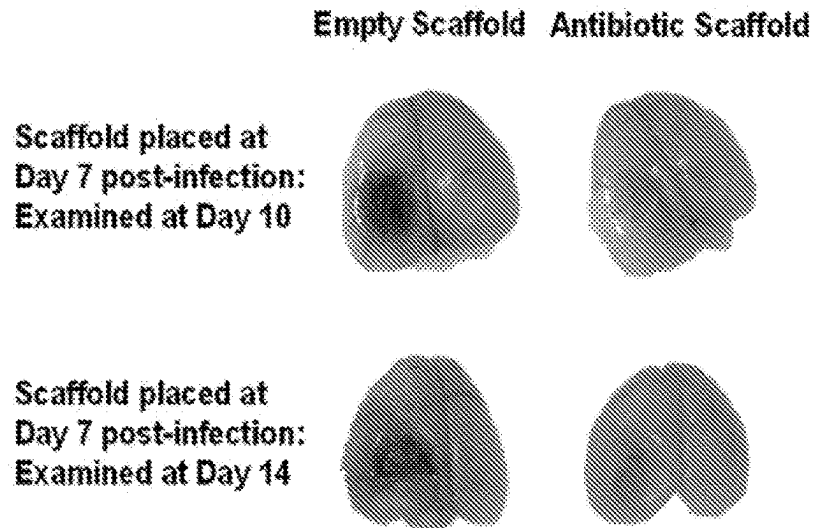 Empty Scaffold Antibiotic Scaffold
Scaffold placed at
Day 7 post-infection:
Examined at Day 10
Scaffold placed at
Day 7 post-infection:
Examined at Day 14